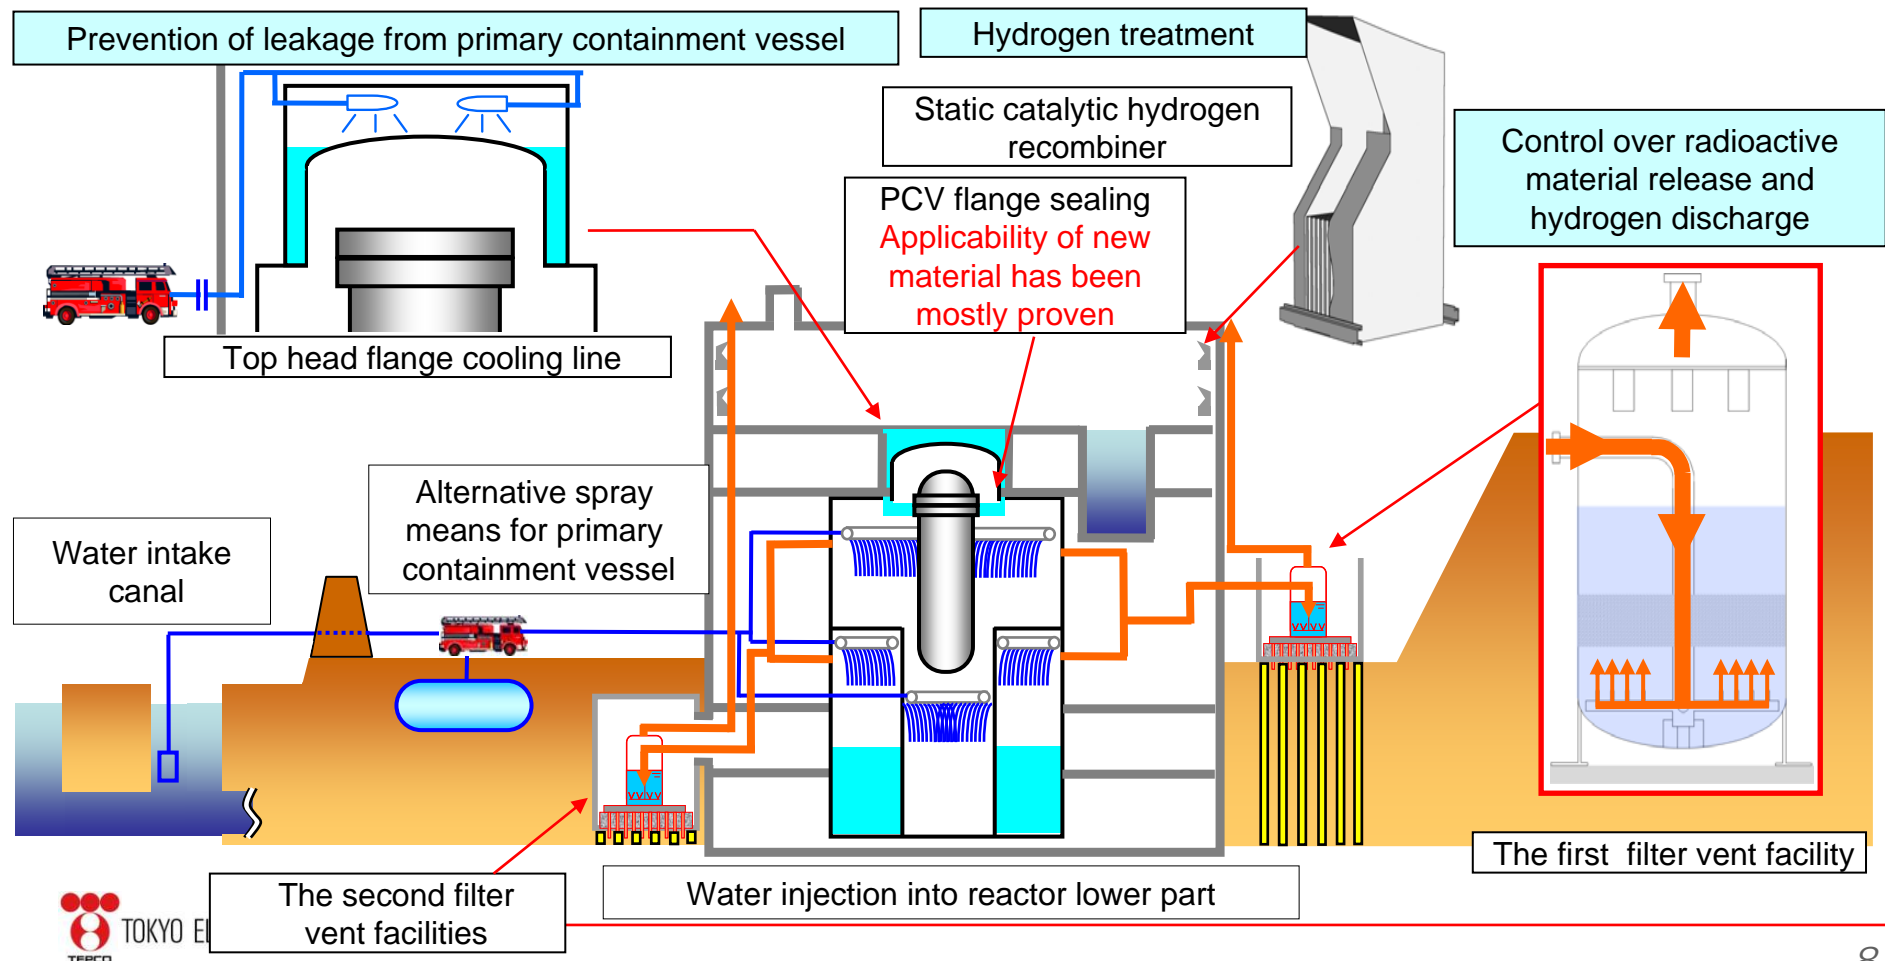 Prevention of leakage from primary containment vessel
Hydrogen treatment
Static catalytic hydrogen
recombiner
Control over radioactive
material release and
hydrogen discharge
PCV flange sealing
Applicability of new
material has been
mostly proven
Top head flange cooling line
Alternative spray
means for primary
containment vessel
Water intake
canal
The first filter vent facility
Water injection into reactor lower part
The second filter
vent facilities
TOKYO
TEPCO
8